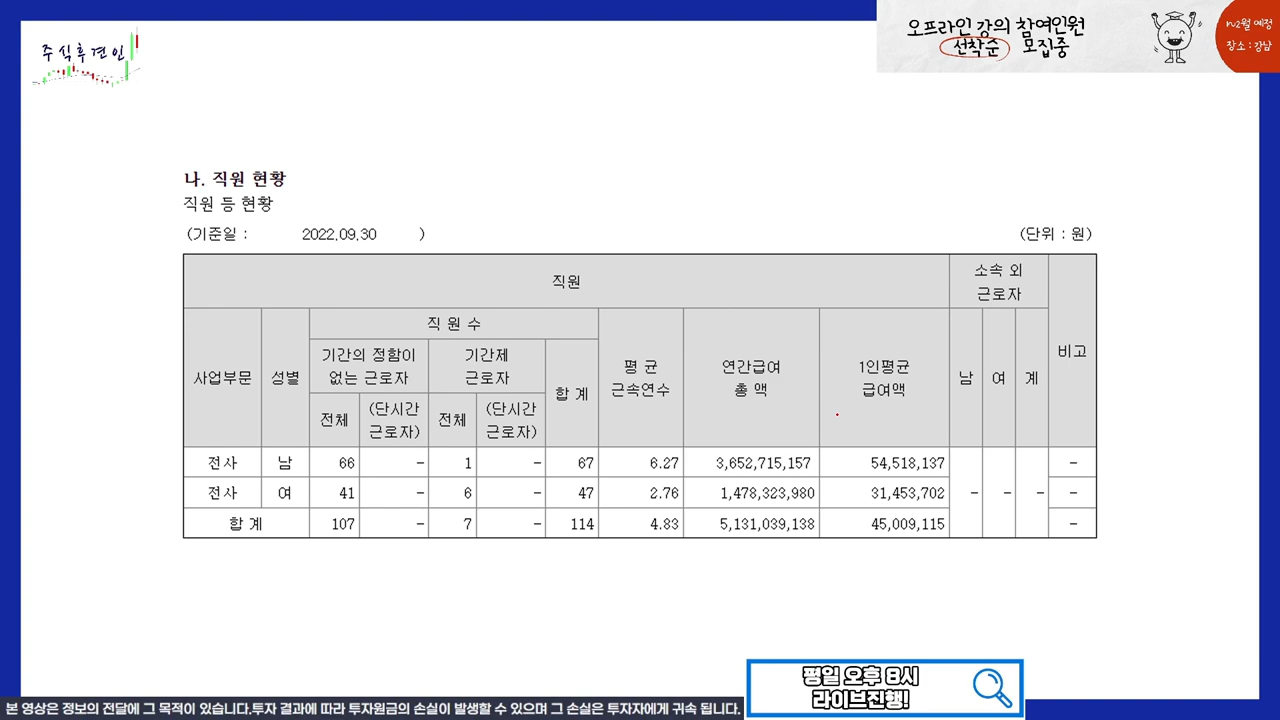 주식후견인
오프라인 강의 참여인원
선착순 모집중
n2월 예정
장소 : 강남
나. 직원 현황
직원 등 현황
(기준일 : 2022.09.30 )
(단위 : 원)
직원
소속 외
근로자
비고
사업부문
성별
직 원 수
기간의 정함이
없는 근로자
기간제
근로자
합 계
전체
(단시간
근로자)
전체
(단시간
근로자)
평 균
근속연수
연간급여
총 액
1인평균
급여액
남
여
계
전사 남 66 - 1 - 67 6.27 3,652,715,157 54,518,137 -
전사 여 41 - 6 - 47 2.76 1,478,323,980 31,453,702 - - - -
합 계 107 - 7 - 114 4.83 5,131,039,138 45,009,115 -
평일 오후 8시
라이브진행!
본 영상은 정보의 전달에 그 목적이 있습니다.투자 결과에 따라 투자원금의 손실이 발생할 수 있으며 그 손실은 투자자에게 귀속 됩니다.